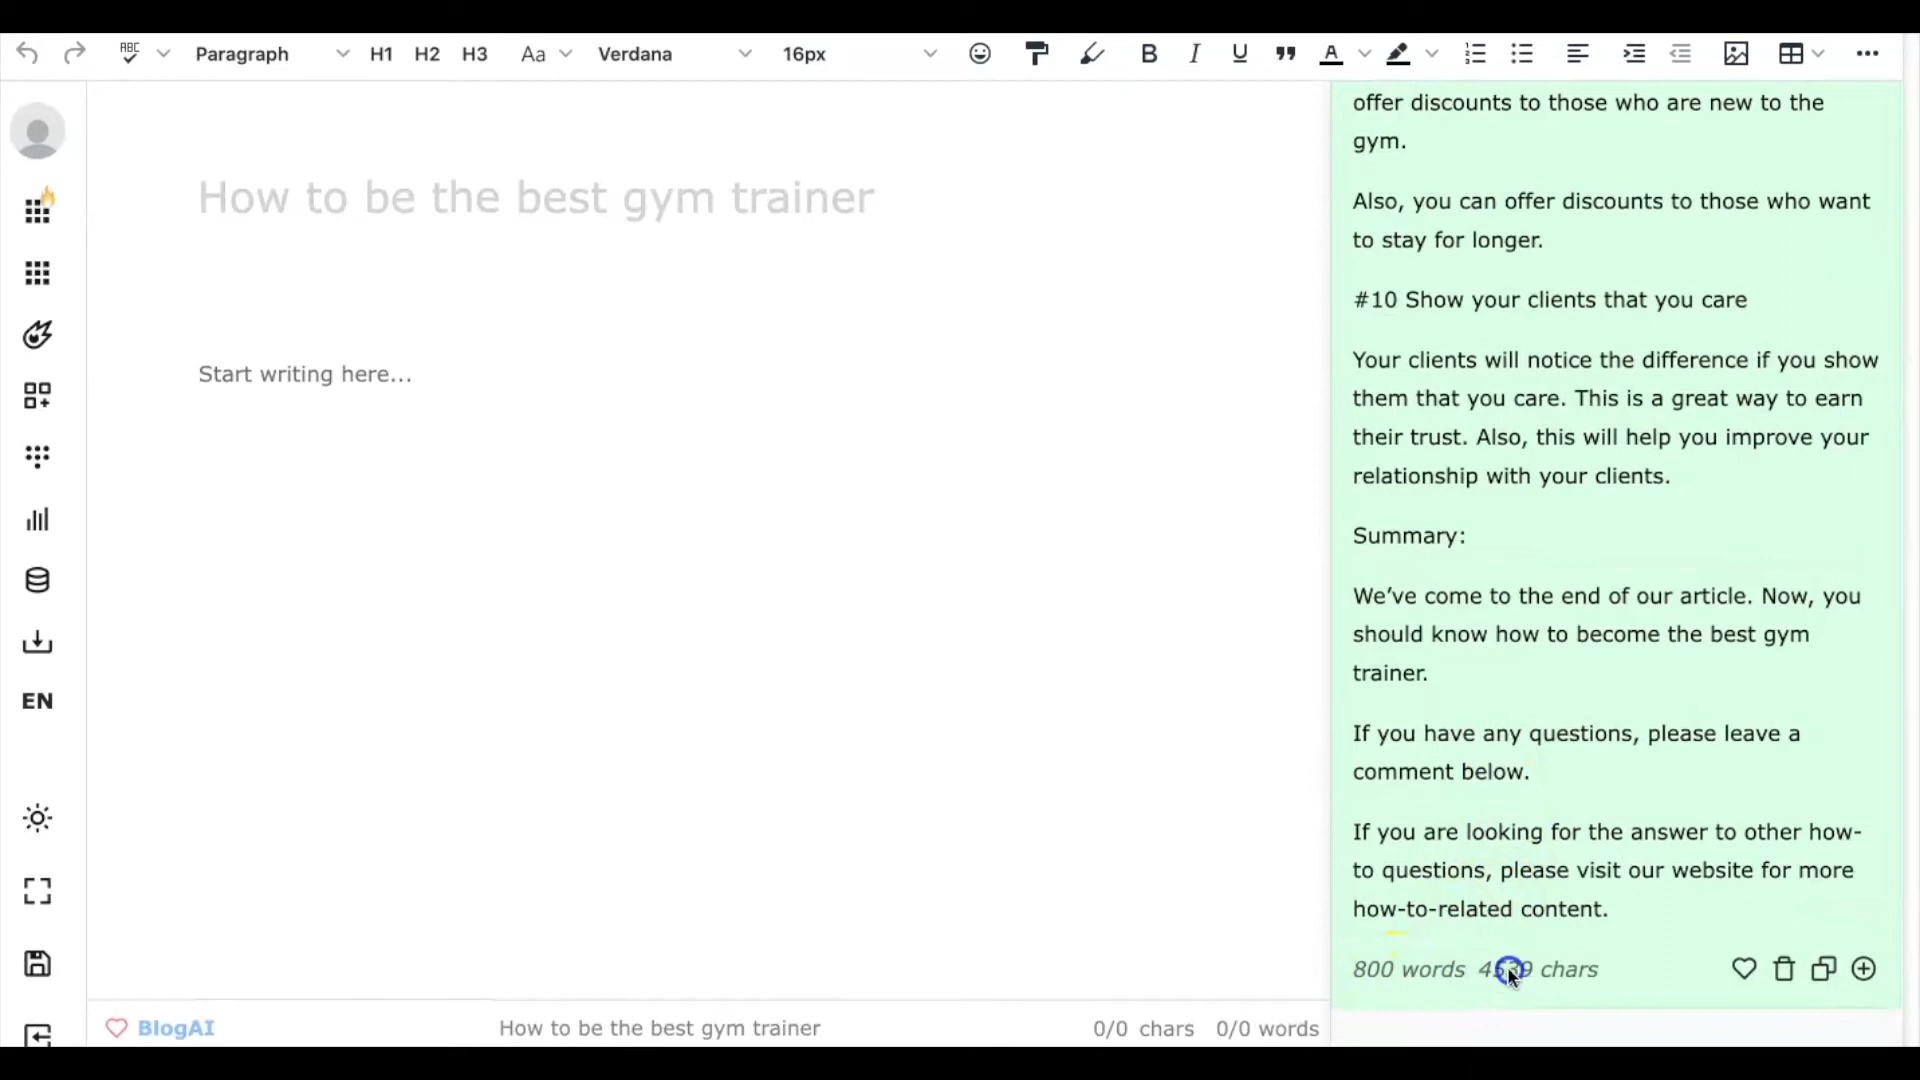 ABC
Paragraph
H1 H2 H3
Aa
Verdana
16px
B I U
A
How to be the best gym trainer
Start writing here...
EN
offer discounts to those who are new to the
gym.
Also, you can offer discounts to those who want
to stay for longer.
#10 Show your clients that you care
Your clients will notice the difference if you show
them that you care. This is a great way to earn
their trust. Also, this will help you improve your
relationship with your clients.
Summary:
We’ve come to the end of our article. Now, you
should know how to become the best gym
trainer.
If you have any questions, please leave a
comment below.
If you are looking for the answer to other how-
to questions, please visit our website for more
how-to-related content.
800 words chars
BlogAI
How to be the best gym trainer
0/0 chars 0/0 words